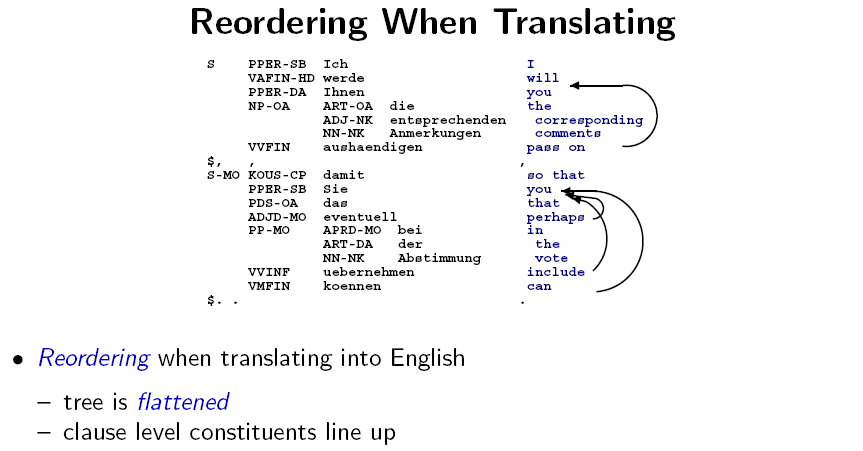 Reordering When Translating
S PPER-SB Ich I
VAFIN-HD werde will
PPER-DA Ihnen you
NP-OA ART-OA die the
ADJ-NK entsprechenden corresponding
NN-NK Anmerkungen comments
VVFIN aushaendigen pass on
$, , ,
S-MO KOUS-CP damit so that
PPER-SB Sie you
PDS-OA das that
ADJD-MO eventuell perhaps
PP-MO APRD-MO bei in
ART-DA der the
NN-NK Abstimmung vote
VVINF uebernehmen include
VMFIN koennen can
$. . .
• Reordering when translating into English
– tree is flattened
– clause level constituents line up